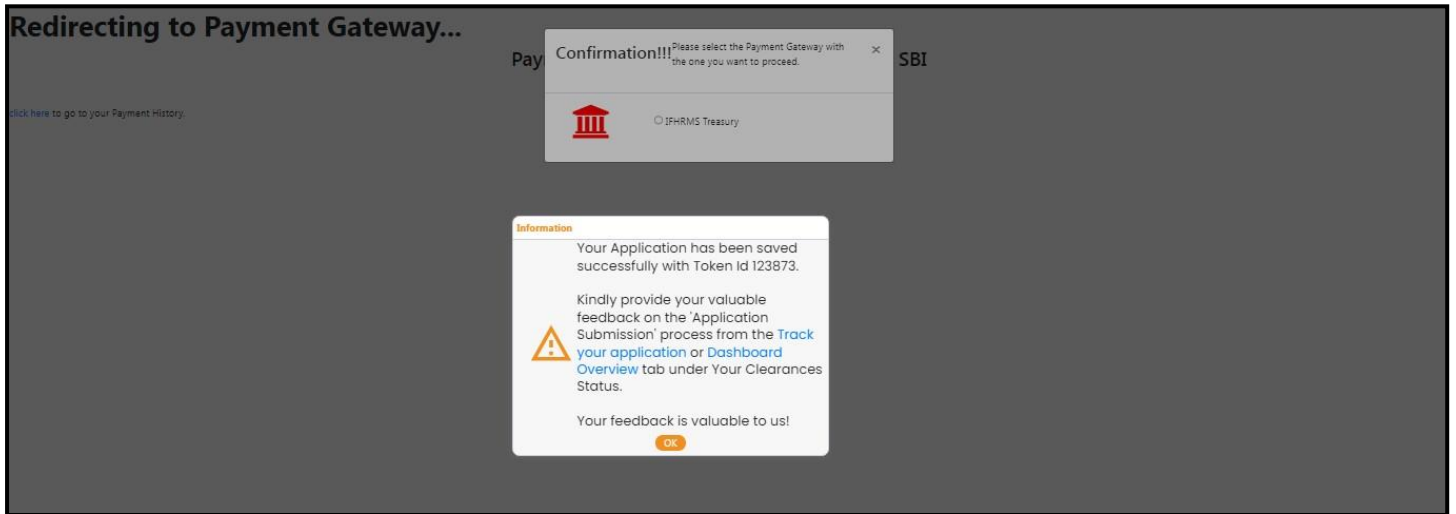 Redirecting to Payment Gateway...
Pay
SBI
Confirmation!!!
Please select the Payment Gateway with
the one you want to proceed.
×
click here to go to your Payment History.
IFHRMS Treasury
Information
Your Application has been saved
successfully with Token Id 123873.
Kindly provide your valuable
feedback on the 'Application
Submission' process from the Track
your application or Dashboard
Overview tab under Your Clearances
Status.
Your feedback is valuable to us!
OK